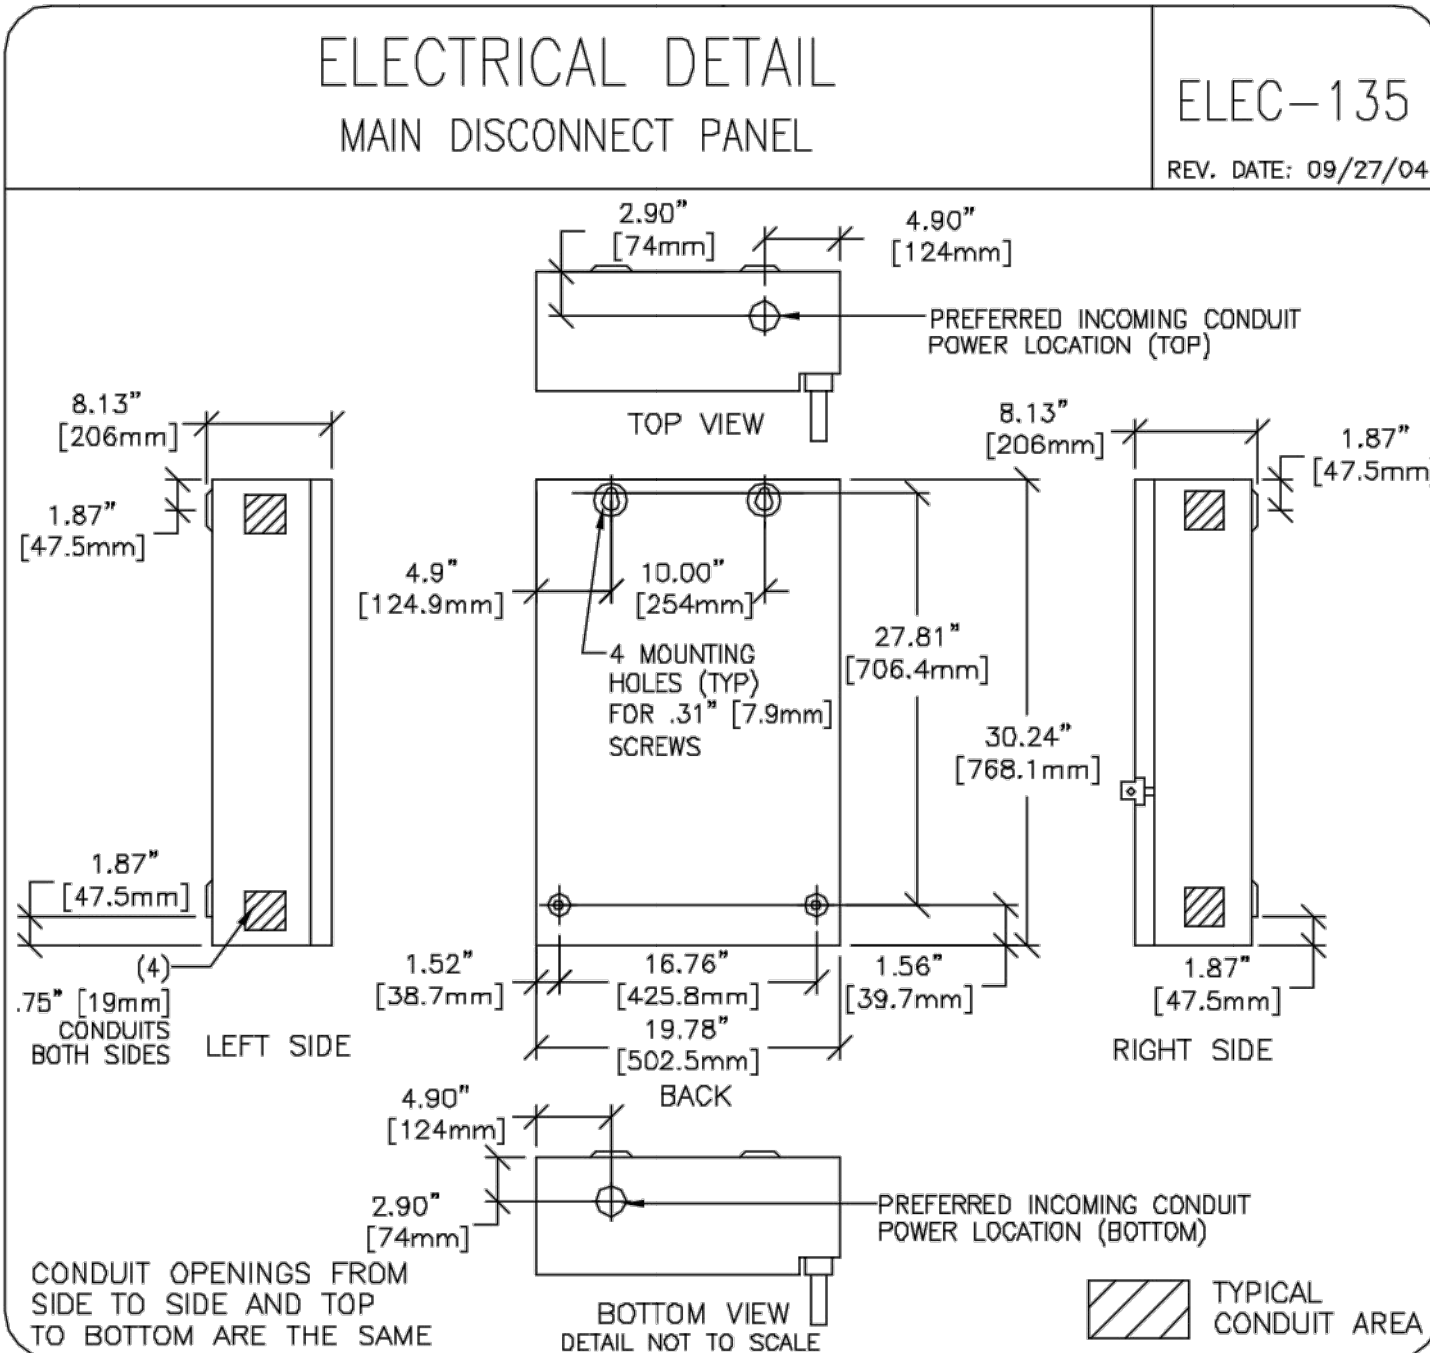 ELECTRICAL DETAIL
MAIN DISCONNECT PANEL
ELEC-135
REV. DATE: 09/27/04
2.90"
[74mm]
4.90"
[124mm]
PREFERRED INCOMING CONDUIT
POWER LOCATION (TOP)
TOP VIEW
8.13"
[206mm]
1.87"
[47.5mm]
8.13"
[206mm]
1.87"
[47.5mm]
4.9"
[124.9mm]
10.00"
[254mm]
4 MOUNTING
HOLES (TYP)
FOR .31" [7.9mm]
SCREWS
27.81"
[706.4mm]
30.24"
[768.1mm]
1.87"
[47.5mm]
(4)
.75" [19mm]
CONDUITS
BOTH SIDES
LEFT SIDE
1.52"
[38.7mm]
16.76"
[425.8mm]
1.56"
[39.7mm]
19.78"
[502.5mm]
BACK
1.87"
[47.5mm]
RIGHT SIDE
4.90"
[124mm]
2.90"
[74mm]
PREFERRED INCOMING CONDUIT
POWER LOCATION (BOTTOM)
CONDUIT OPENINGS FROM
SIDE TO SIDE AND TOP
TO BOTTOM ARE THE SAME
BOTTOM VIEW
DETAIL NOT TO SCALE
TYPICAL
CONDUIT AREA